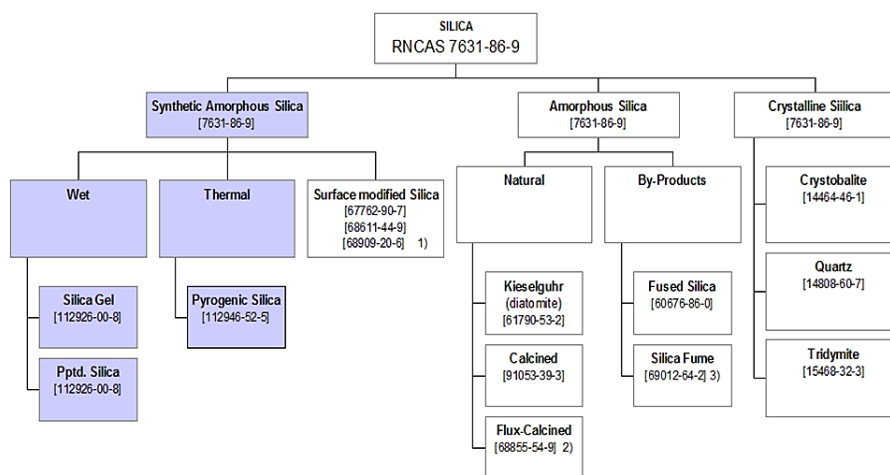 SILICA
RNCAS 7631-86-9
Synthetic Amorphous Silica
[7631-86-9]
Amorphous Silica
[7631-86-9]
Crystalline Siilica
[7631-86-9]
Wet
Thermal
Surface modified Silica
[67762-90-7]
[68611-44-9]
[68909-20-6] 1)
Natural
By-Products
Crystobalite
[14464-46-1]
Quartz
[14808-60-7]
Tridymite
[15468-32-3]
Silica Gel
[112926-00-8]
Pyrogenic Silica
[112946-52-5]
Kieselguhr
(diatomite)
[61790-53-2]
Fused Silica
[60676-86-0]
Pptd. Silica
[112926-00-8]
Calcined
[91053-39-3]
Silica Fume
[69012-64-2] 3)
Flux-Calcined
[68855-54-9] 2)